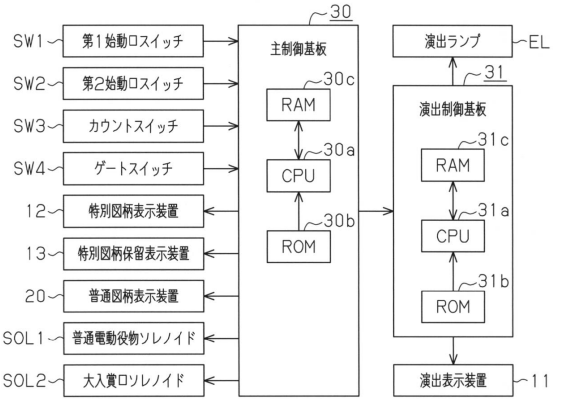 30
SW1 第1始動口スイッチ
SW2 第2始動口スイッチ
SW3 カウントスイッチ
SW4 ゲートスイッチ
12 特別図柄表示装置
13 特別図柄保留表示装置
20 普通図柄表示装置
SOL1 普通電動役物ソレノイド
SOL2 大入賞口ソレノイド
主制御基板
30c
RAM
30a
CPU
30b
ROM
演出ランプ EL
31
演出制御基板
31c
RAM
31a
CPU
31b
ROM
演出表示装置 11